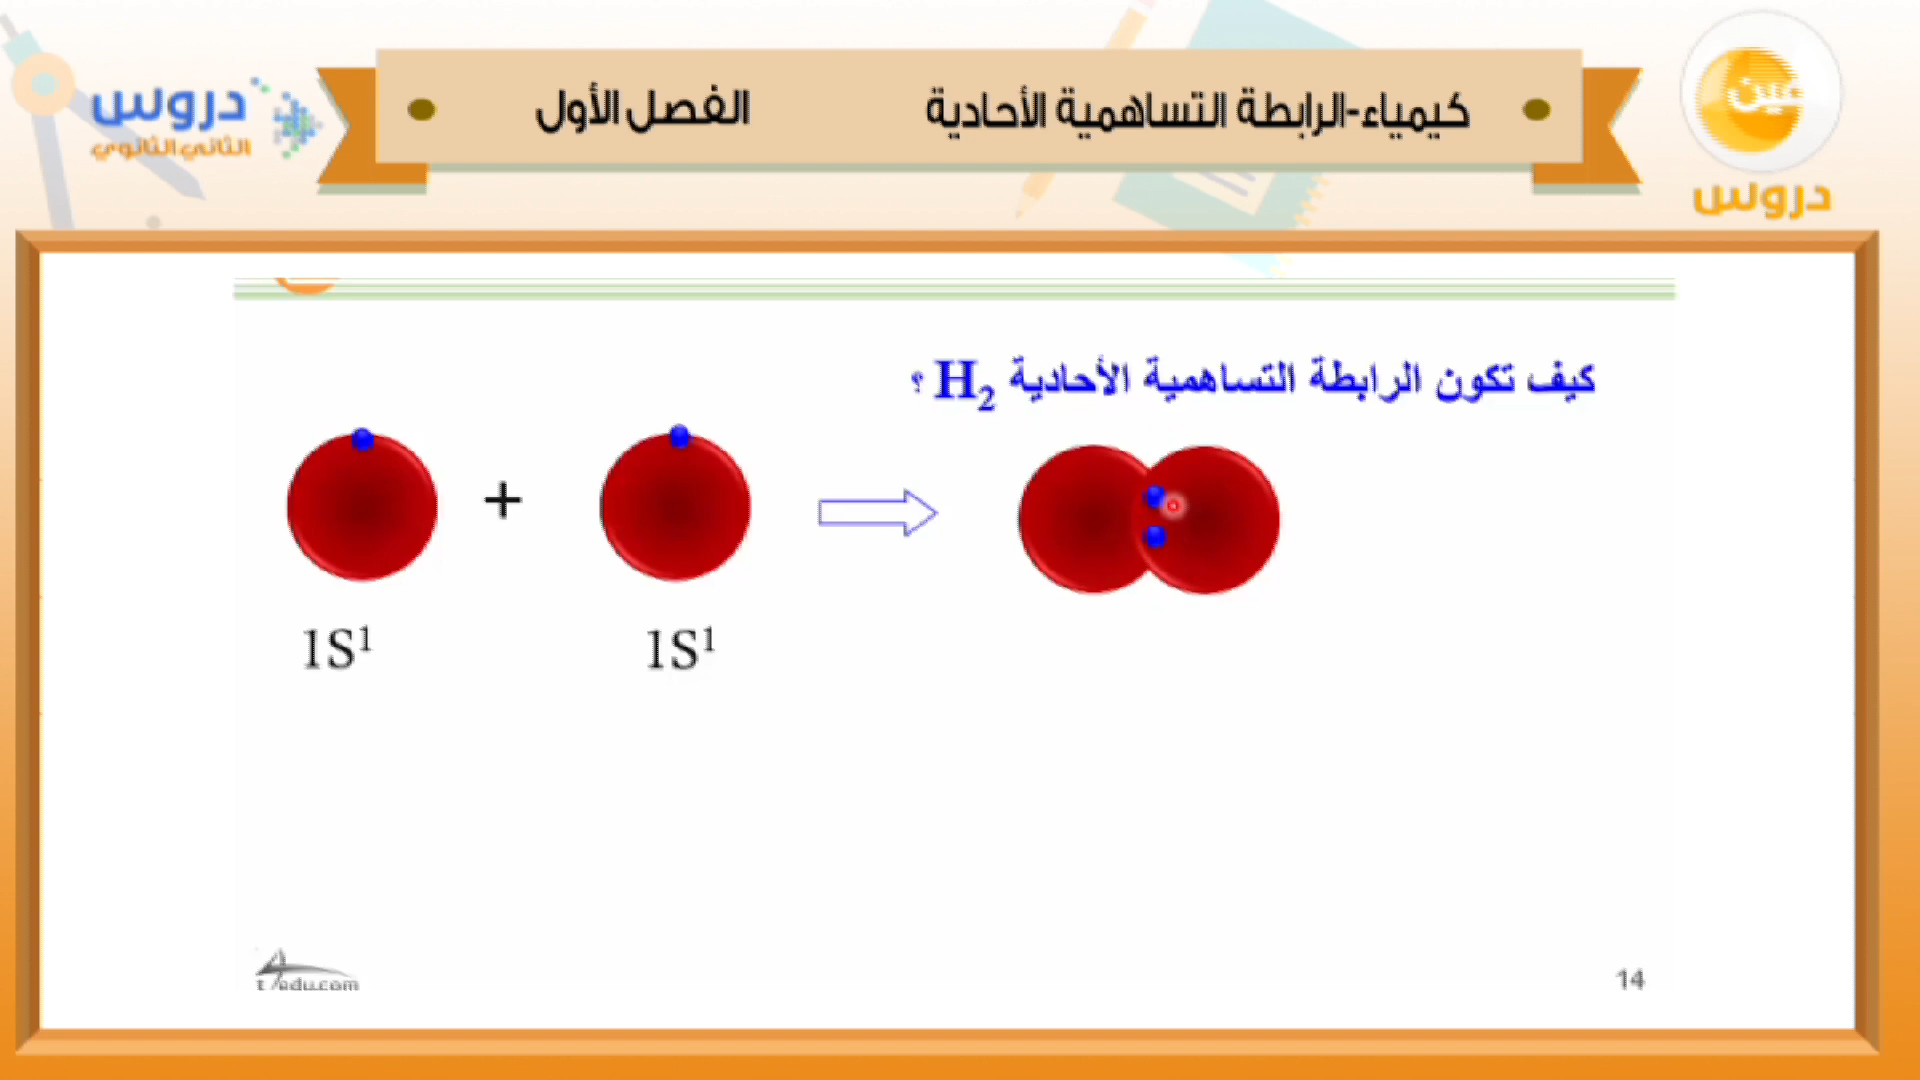 عين
دروس
كيمياء-الرابطة التساهمية الأحادية
الفصل الأول
دروس
الثاني الثانوي
كيف تكون الرابطة التساهمية الأحادية H₂ ؟
+
1S¹
1S¹
t4edu.com
14